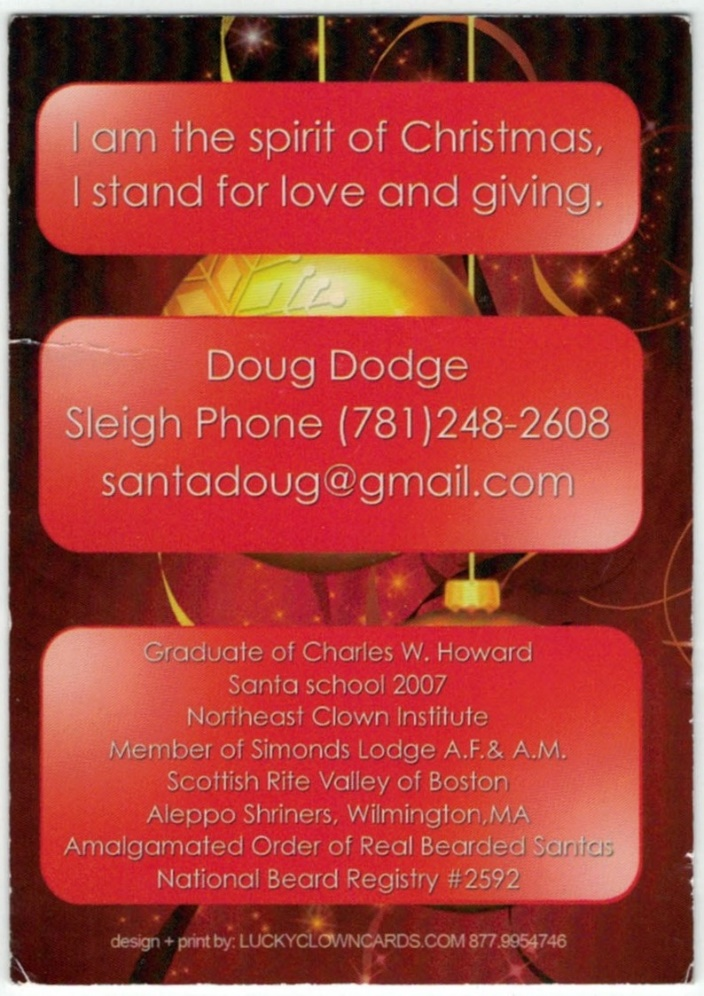 I am the spirit of Christmas,
I stand for love and giving.
Doug Dodge
Sleigh Phone (781)248-2608
santadoug@gmail.com
Graduate of Charles W. Howard
Santa school 2007
Northeast Clown Institute
Member of Simonds Lodge A.F.& A.M.
Scottish Rite Valley of Boston
Aleppo Shriners, Wilmington,MA
Amalgamated Order of Real Bearded Santas
National Beard Registry #2592
design + print by: LUCKYCLOWNCARDS.COM 877.9954746